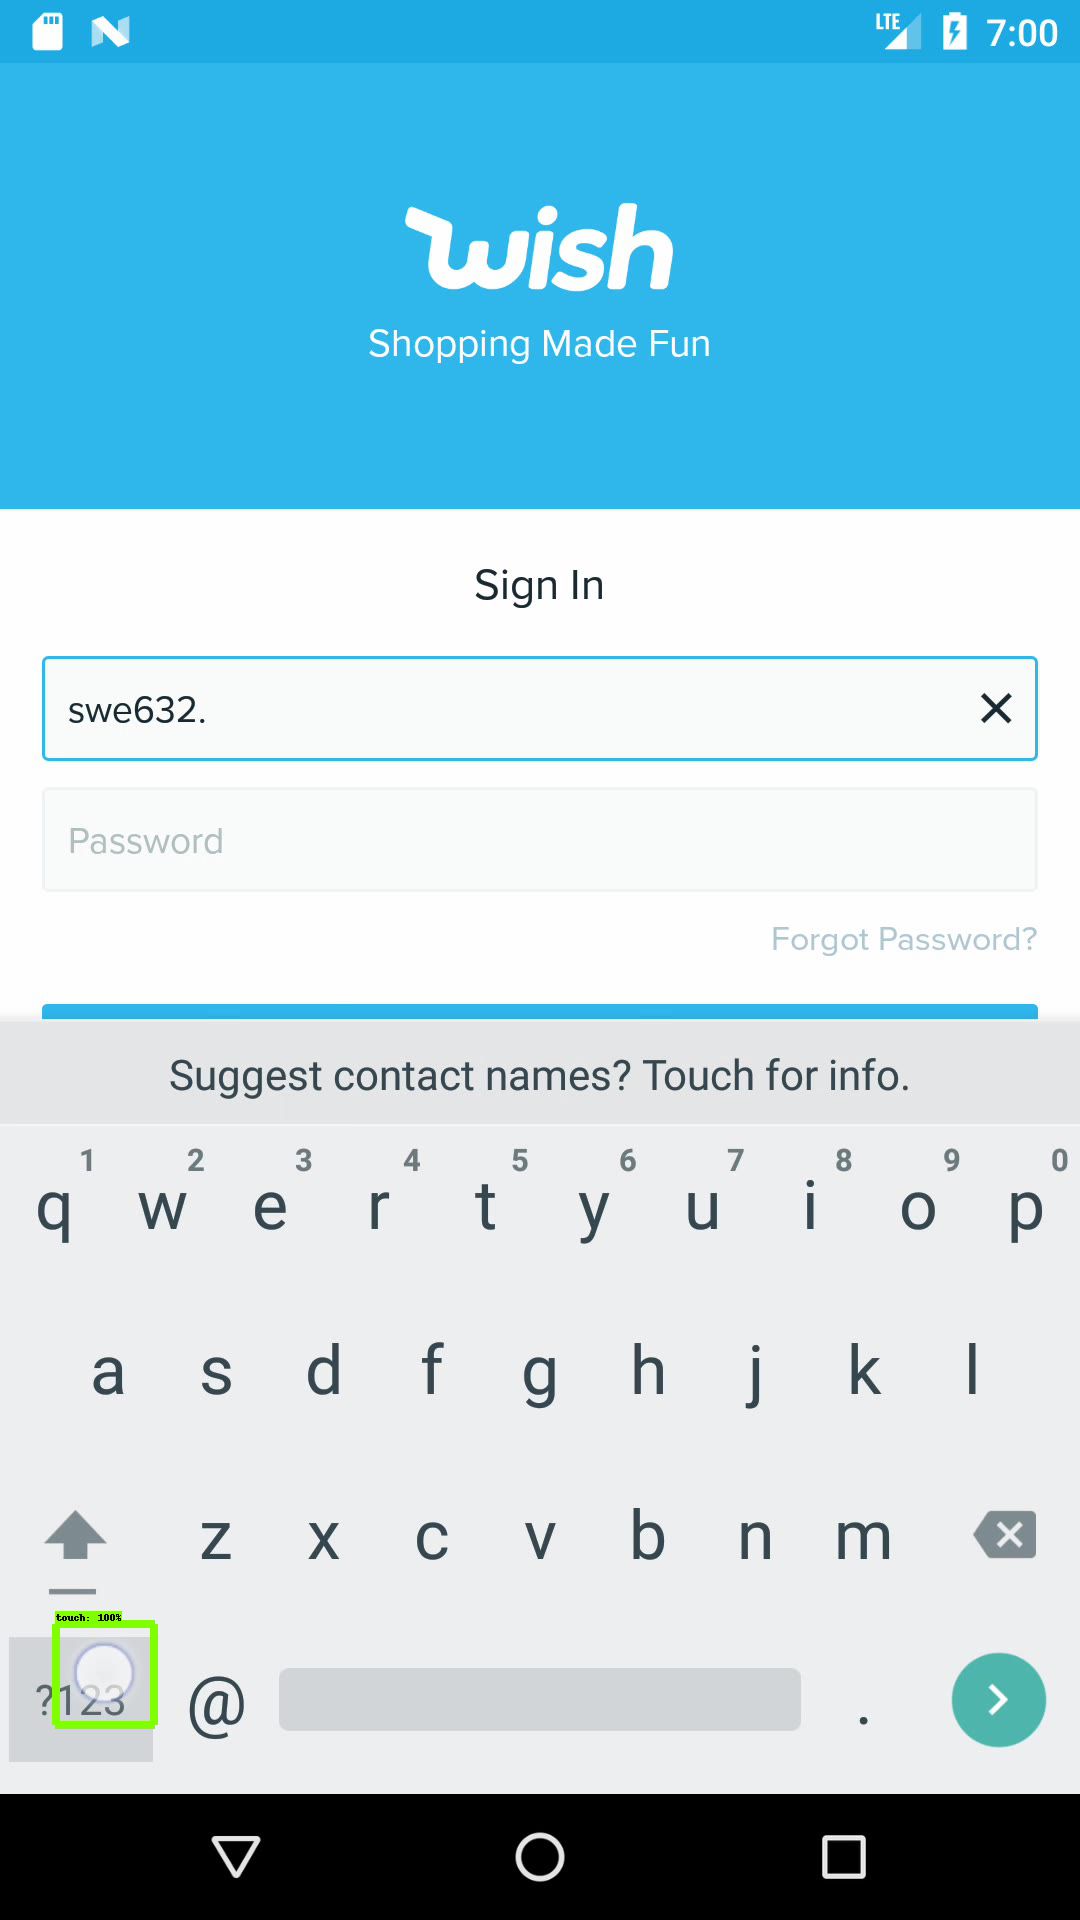 LTE 7:00
wish
Shopping Made Fun
Sign In
swe632.
Password
Forgot Password?
Suggest contact names? Touch for info.
1 2 3 4 5 6 7 8 9 0
q w e r t y u i o p
a s d f g h j k l
z x c v b n m
touch: 100%
?123 @ .